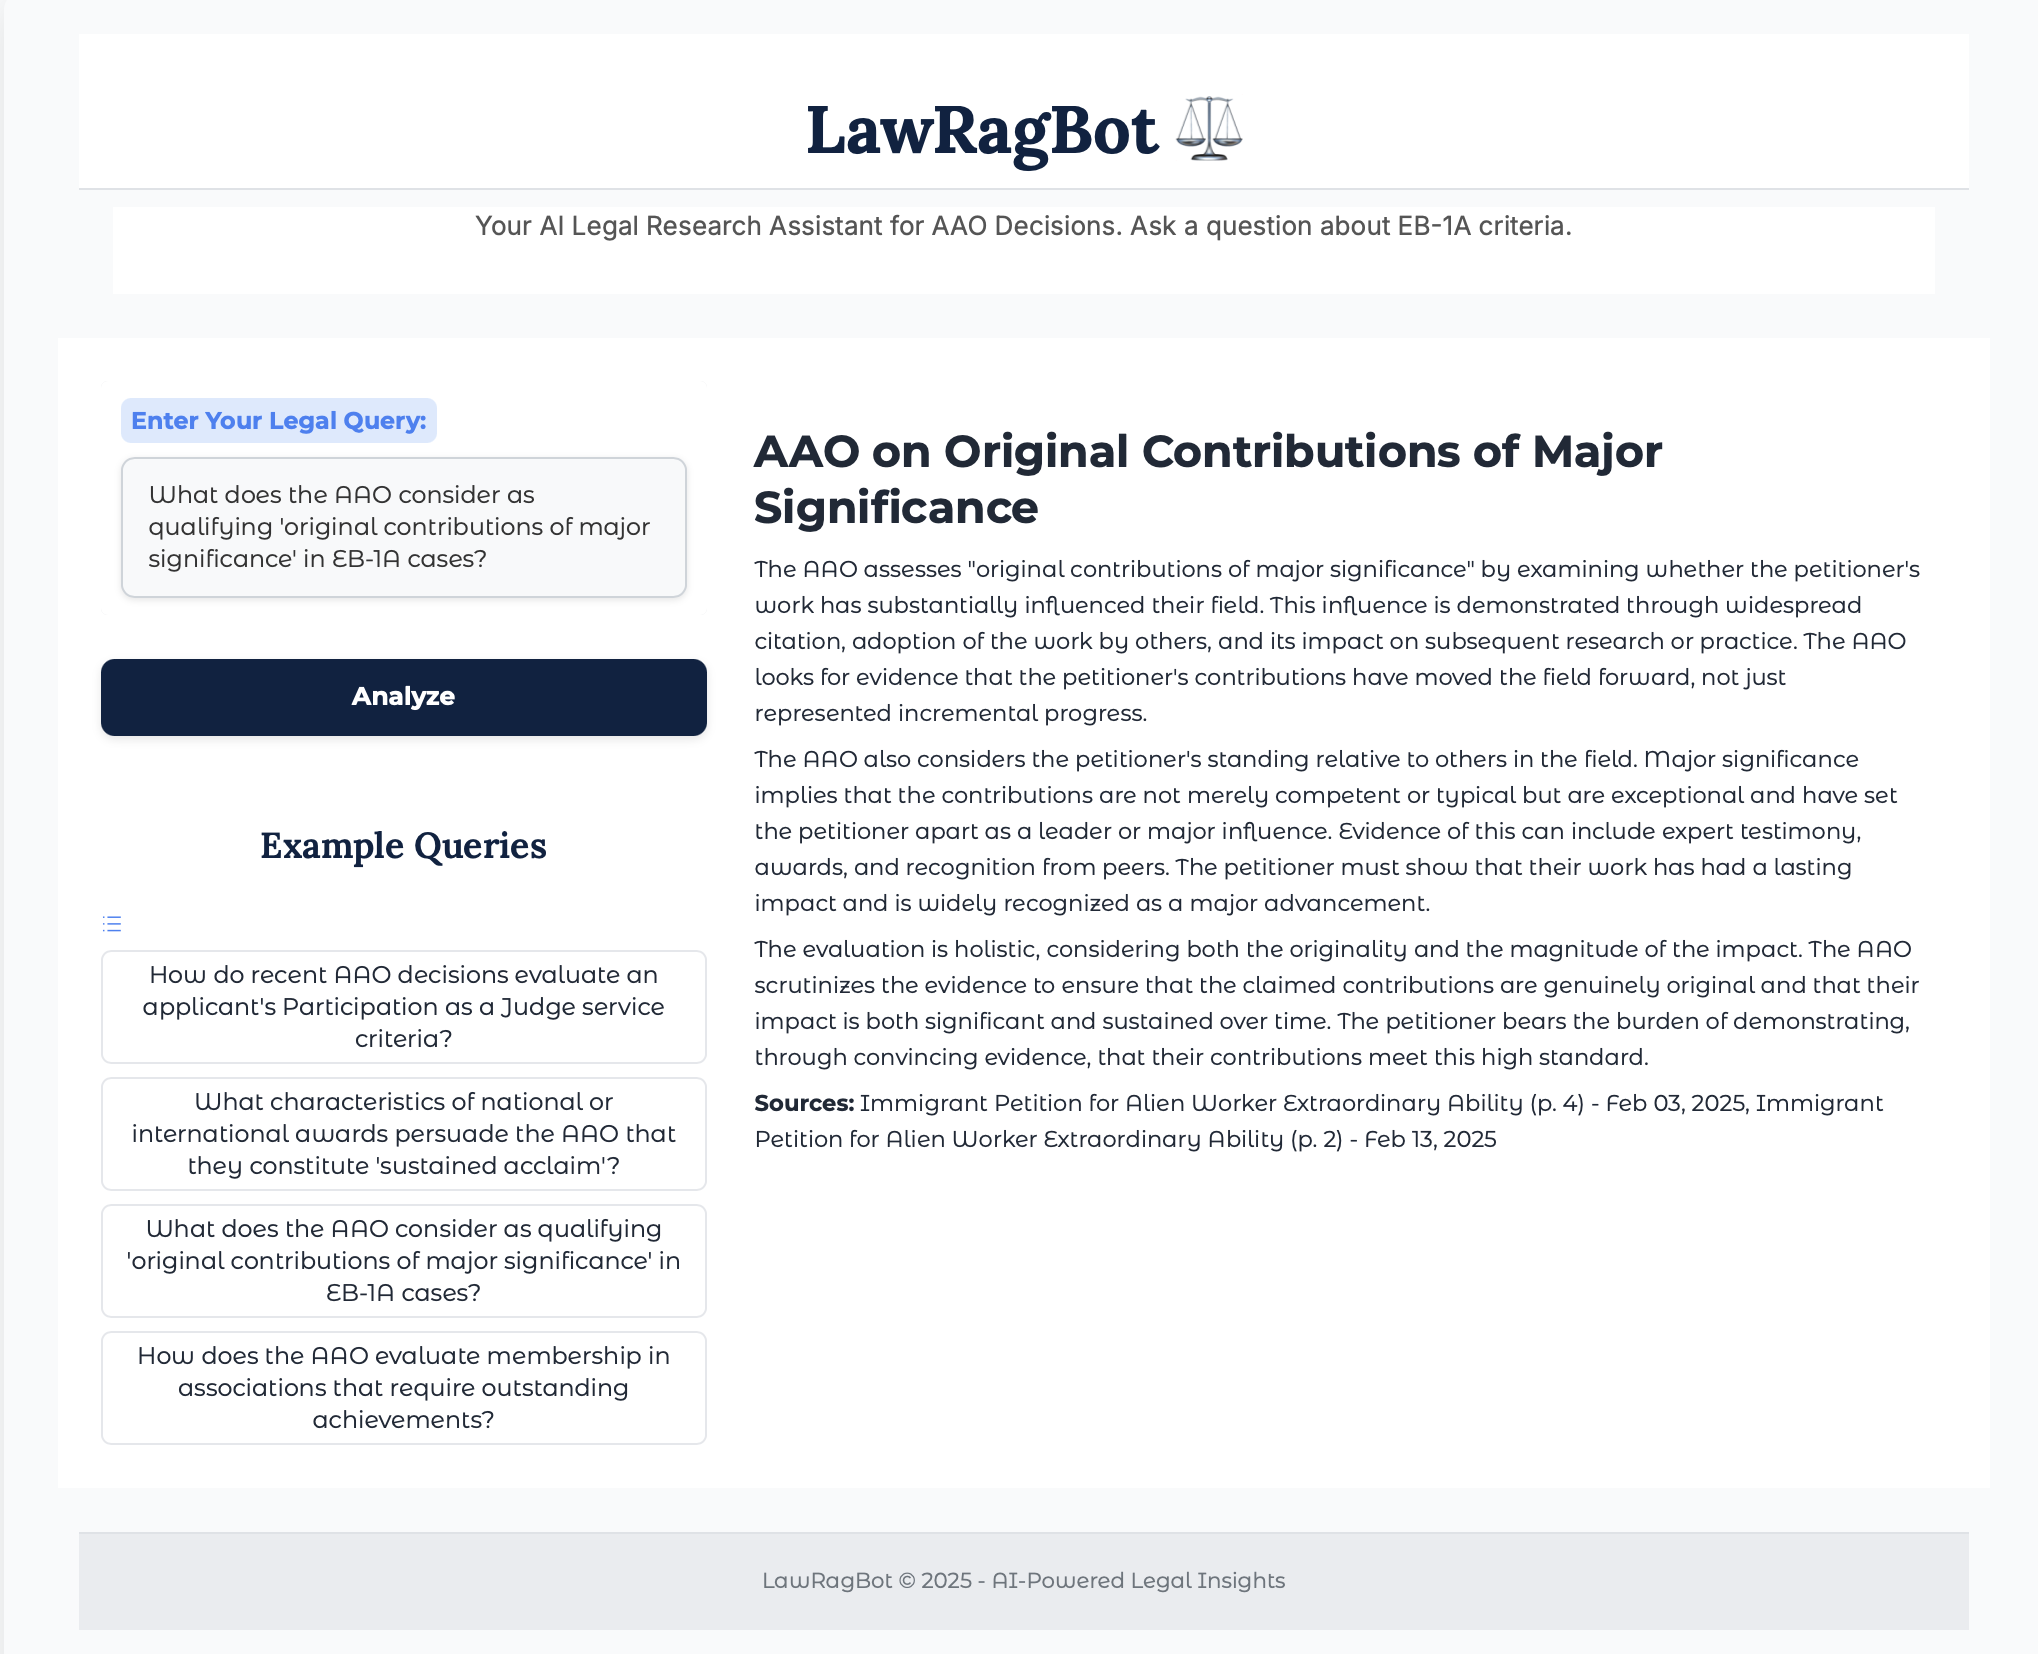 LawRagBot ⚖️
Your AI Legal Research Assistant for AAO Decisions. Ask a question about EB-1A criteria.
Enter Your Legal Query:
What does the AAO consider as
qualifying 'original contributions of major
significance' in EB-1A cases?
Analyze
Example Queries
How do recent AAO decisions evaluate an
applicant's Participation as a Judge service
criteria?
What characteristics of national or
international awards persuade the AAO that
they constitute 'sustained acclaim'?
What does the AAO consider as qualifying
'original contributions of major significance' in
EB-1A cases?
How does the AAO evaluate membership in
associations that require outstanding
achievements?
AAO on Original Contributions of Major
Significance
The AAO assesses "original contributions of major significance" by examining whether the petitioner's
work has substantially influenced their field. This influence is demonstrated through widespread
citation, adoption of the work by others, and its impact on subsequent research or practice. The AAO
looks for evidence that the petitioner's contributions have moved the field forward, not just
represented incremental progress.
The AAO also considers the petitioner's standing relative to others in the field. Major significance
implies that the contributions are not merely competent or typical but are exceptional and have set
the petitioner apart as a leader or major influence. Evidence of this can include expert testimony,
awards, and recognition from peers. The petitioner must show that their work has had a lasting
impact and is widely recognized as a major advancement.
The evaluation is holistic, considering both the originality and the magnitude of the impact. The AAO
scrutinizes the evidence to ensure that the claimed contributions are genuinely original and that their
impact is both significant and sustained over time. The petitioner bears the burden of demonstrating,
through convincing evidence, that their contributions meet this high standard.
Sources: Immigrant Petition for Alien Worker Extraordinary Ability (p. 4) - Feb 03, 2025, Immigrant
Petition for Alien Worker Extraordinary Ability (p. 2) - Feb 13, 2025
LawRagBot © 2025 - AI-Powered Legal Insights